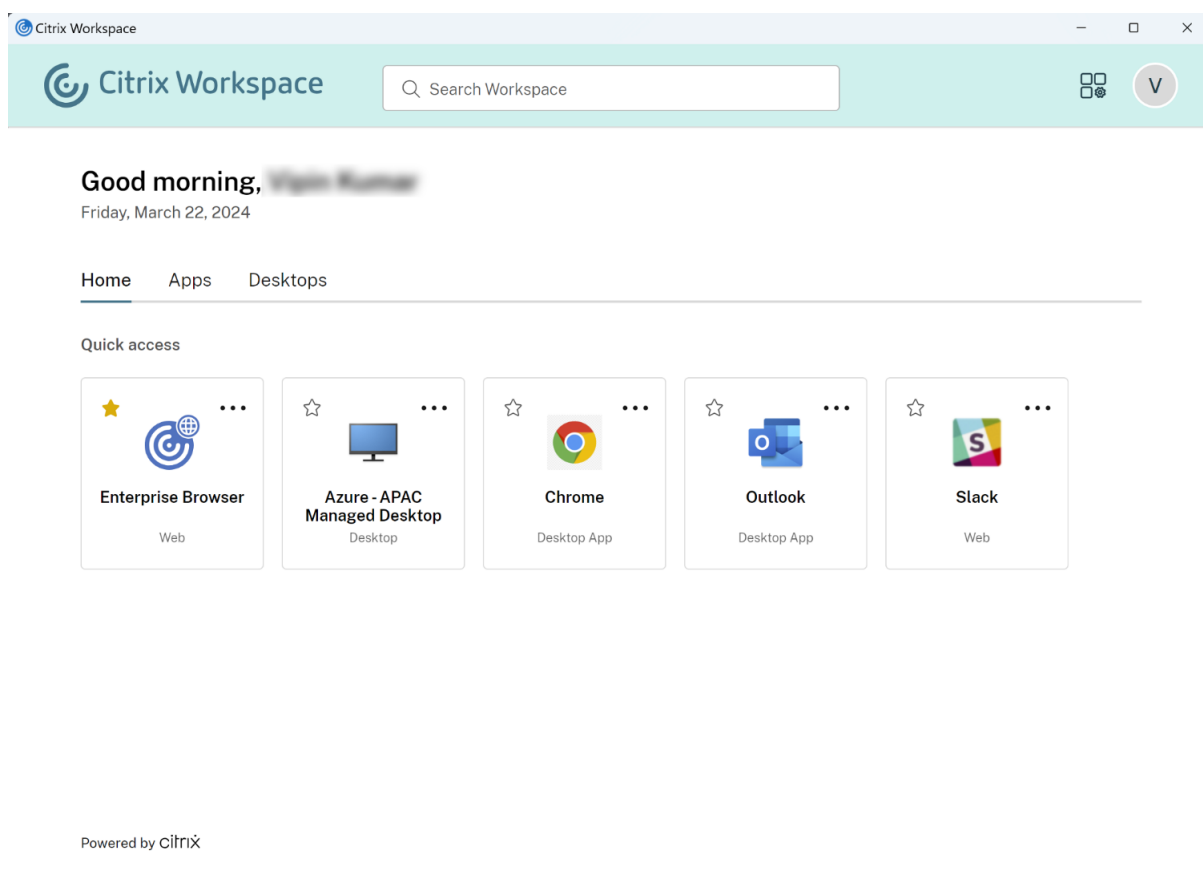 Citrix Workspace
Citrix Workspace
Search Workspace
V
Good morning,
Friday, March 22, 2024
Home Apps Desktops
Quick access
Enterprise Browser
Web
Azure - APAC
Managed Desktop
Desktop
Chrome
Desktop App
O
Outlook
Desktop App
S
Slack
Web
Powered by citrix